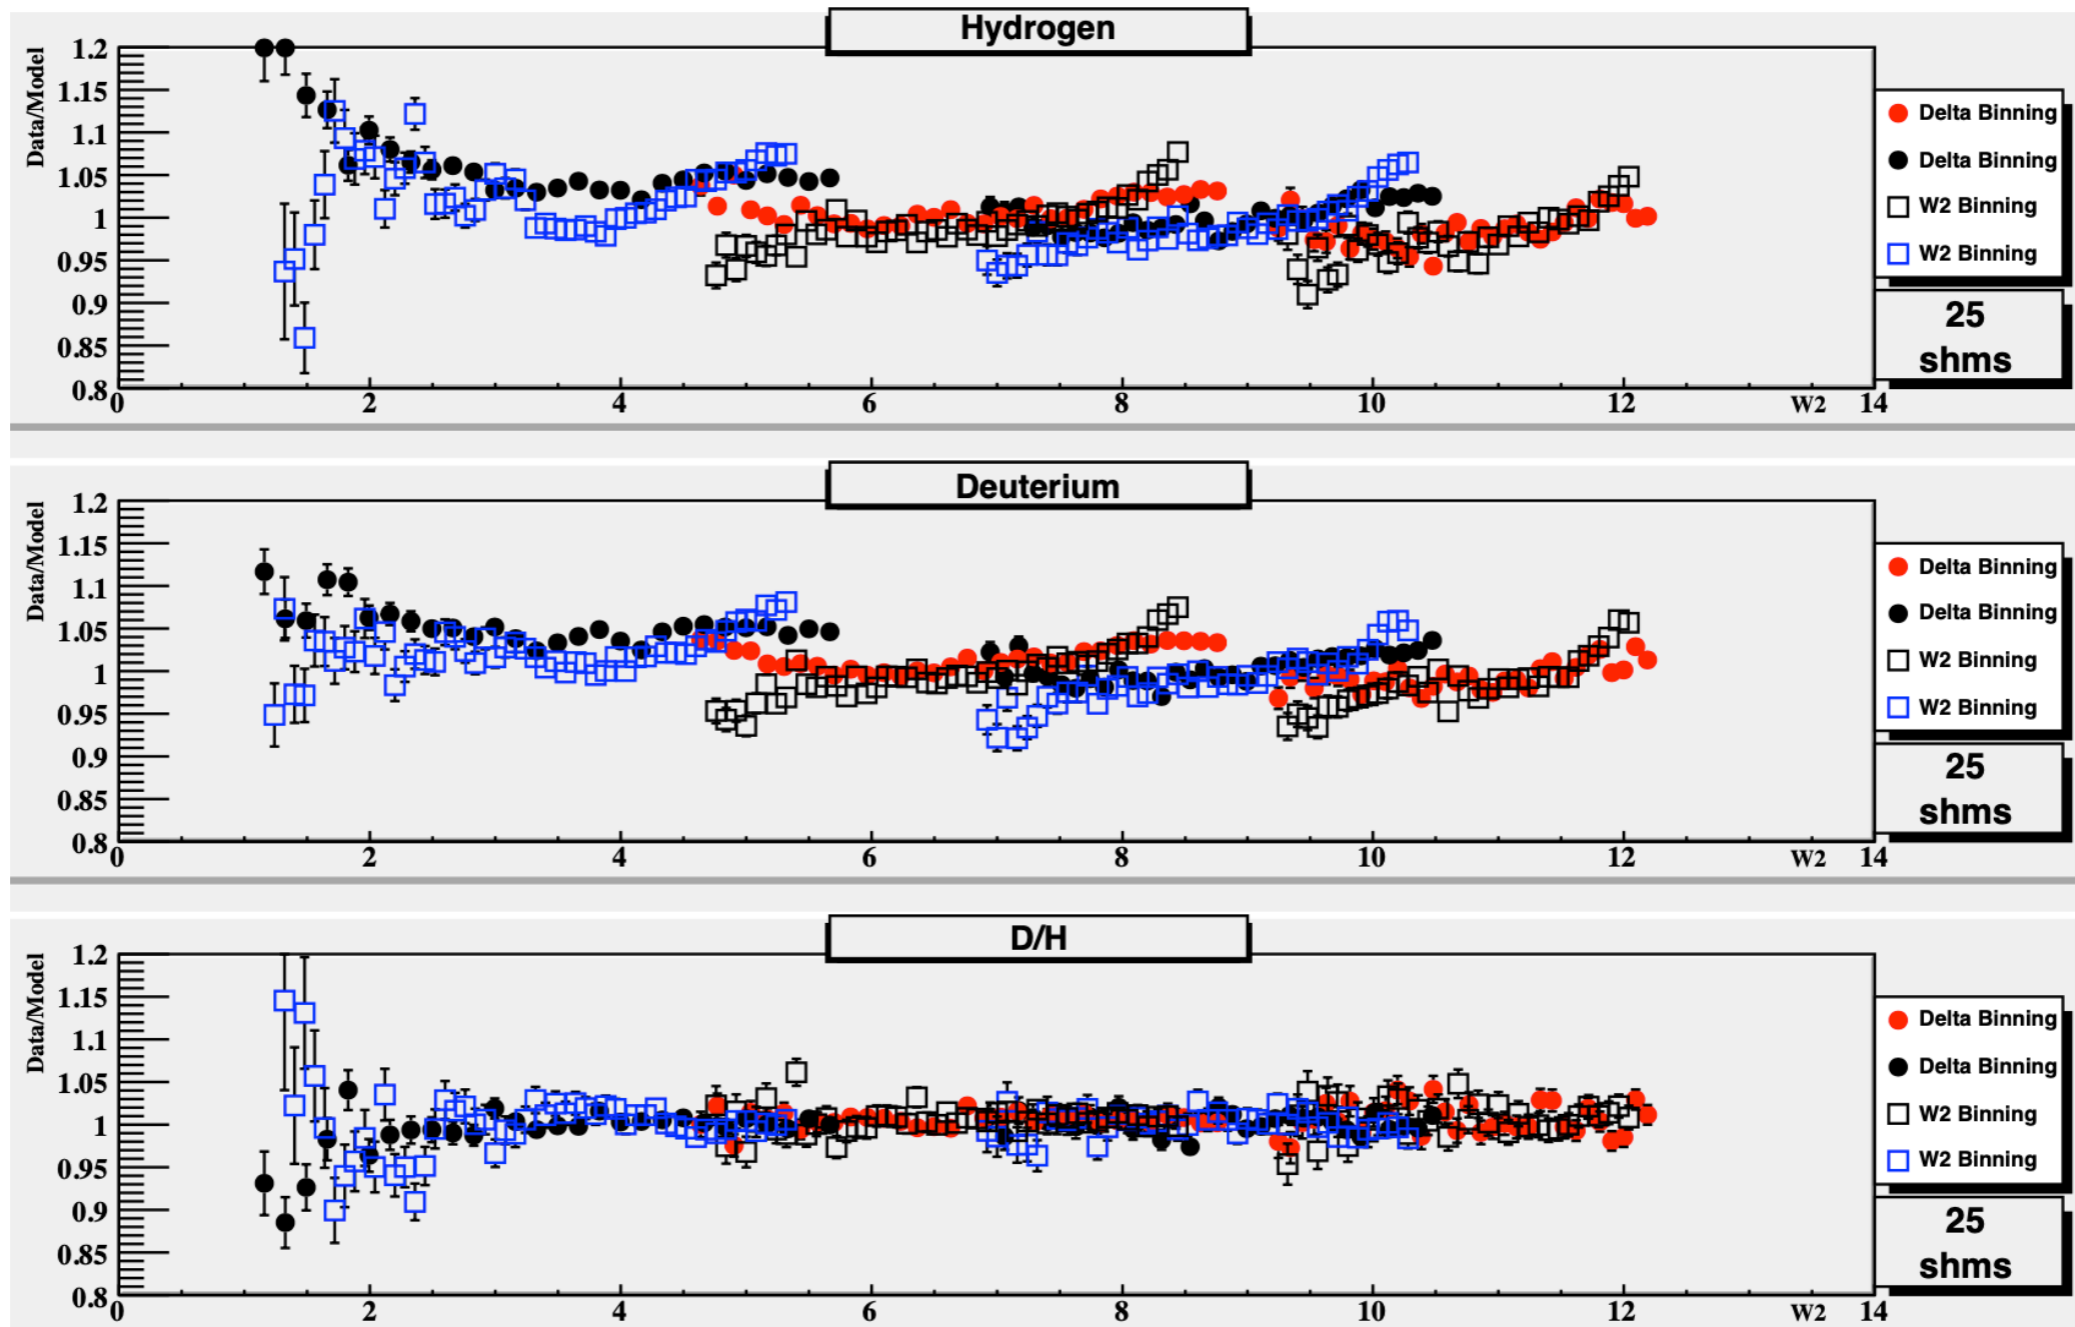 Hydrogen
Data/Model
1.2
1.15
1.1
1.05
1
0.95
0.9
0.85
0.8
0 2 4 6 8 10 12 W2 14
Delta Binning
Delta Binning
W2 Binning
W2 Binning
25
shms
Deuterium
Data/Model
1.2
1.15
1.1
1.05
1
0.95
0.9
0.85
0.8
0 2 4 6 8 10 12 W2 14
Delta Binning
Delta Binning
W2 Binning
W2 Binning
25
shms
D/H
Data/Model
1.2
1.15
1.1
1.05
1
0.95
0.9
0.85
0.8
0 2 4 6 8 10 12 W2 14
Delta Binning
Delta Binning
W2 Binning
W2 Binning
25
shms